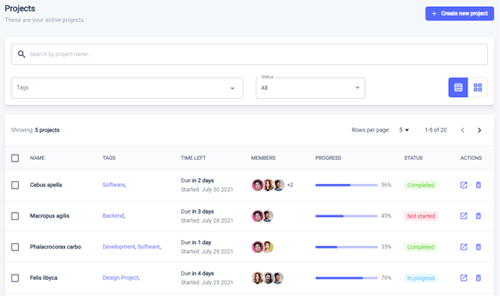 Projects
These are your active projects
+ Create new project
Search by project name...
Tags
Status
All
Showing: 5 projects
Rows per page: 5 1-5 of 20
NAME TAGS TIME LEFT MEMBERS PROGRESS STATUS ACTIONS
Cebus apella Software, Due in 2 days +2 56% Completed
Started: July 30 2021
Macropus agilis Backend, Due in 3 days 45% Not started
Started: July 28 2021
Phalacrocorax carbo Development, Software, Due in 1 day 35% Completed
Started: July 29 2021
Felis libyca Design Project, Due in 4 days 76% In progress
Started: July 25 2021